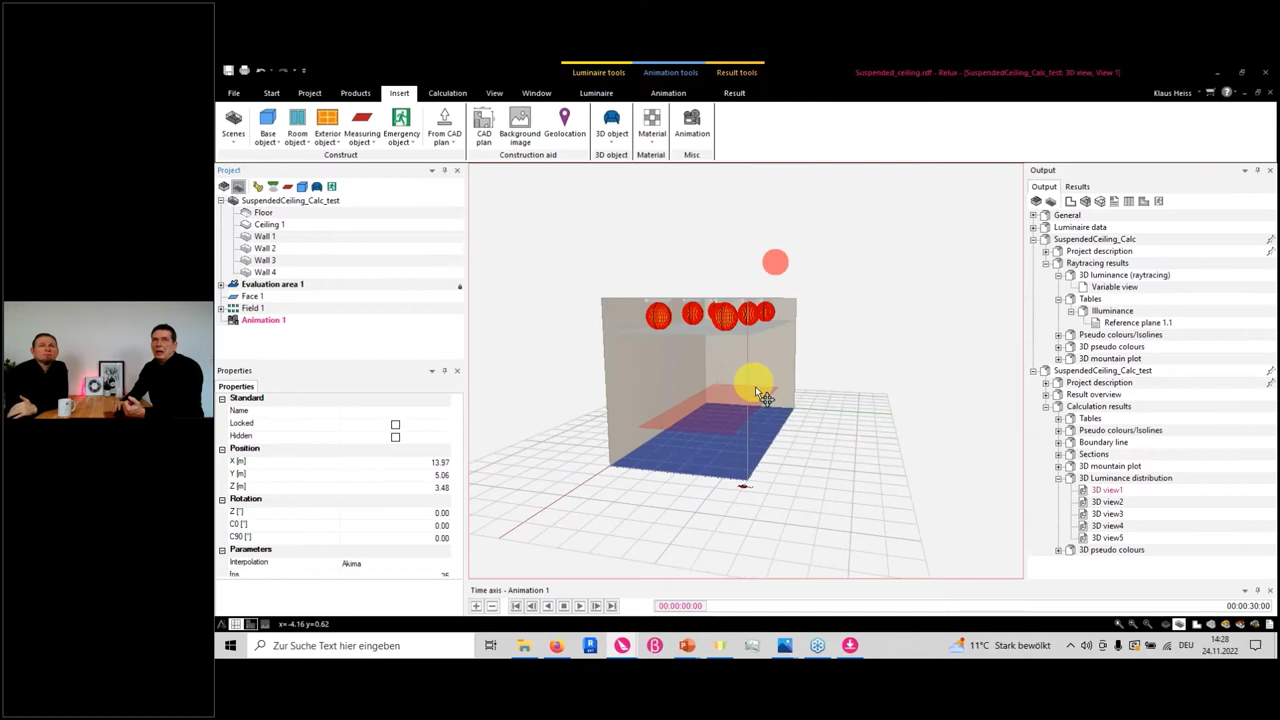 Luminaire tools Animation tools Result tools Suspended_ceiling.rdf - Relux - [SuspendedCeiling_Calc_test: 3D view, View 1]
File Start Project Products Insert Calculation View Window Luminaire Animation Result Klaus Heiss
Scenes Base object Room object Exterior object Measuring object Emergency object From CAD plan CAD plan Background image Geolocation 3D object Material Animation
Construct Construction aid 3D object Material Misc
Project
SuspendedCeiling_Calc_test
Floor
Ceiling 1
Wall 1
Wall 2
Wall 3
Wall 4
Evaluation area 1
Face 1
Field 1
Animation 1
Properties
Properties
Standard
Name
Locked
Hidden
Position
X [m] 13.97
Y [m] 5.06
Z [m] 3.48
Rotation
Z [°] 0.00
C0 [°] 0.00
C90 [°] 0.00
Parameters
Interpolation Akima
fps 25
Time axis - Animation 1
00:00:00:00 00:00:30:00
Output
Output Results
General
Luminaire data
SuspendedCeiling_Calc
Project description
Raytracing results
3D luminance (raytracing)
Variable view
Tables
Illuminance
Reference plane 1.1
Pseudo colours/Isolines
3D pseudo colours
3D mountain plot
SuspendedCeiling_Calc_test
Project description
Result overview
Calculation results
Tables
Pseudo colours/Isolines
Boundary line
Sections
3D mountain plot
3D Luminance distribution
3D view1
3D view2
3D view3
3D view4
3D view5
3D pseudo colours
x=-4.16 y=0.62
Zur Suche Text hier eingeben
11°C Stark bewölkt DEU 14:28
24.11.2022